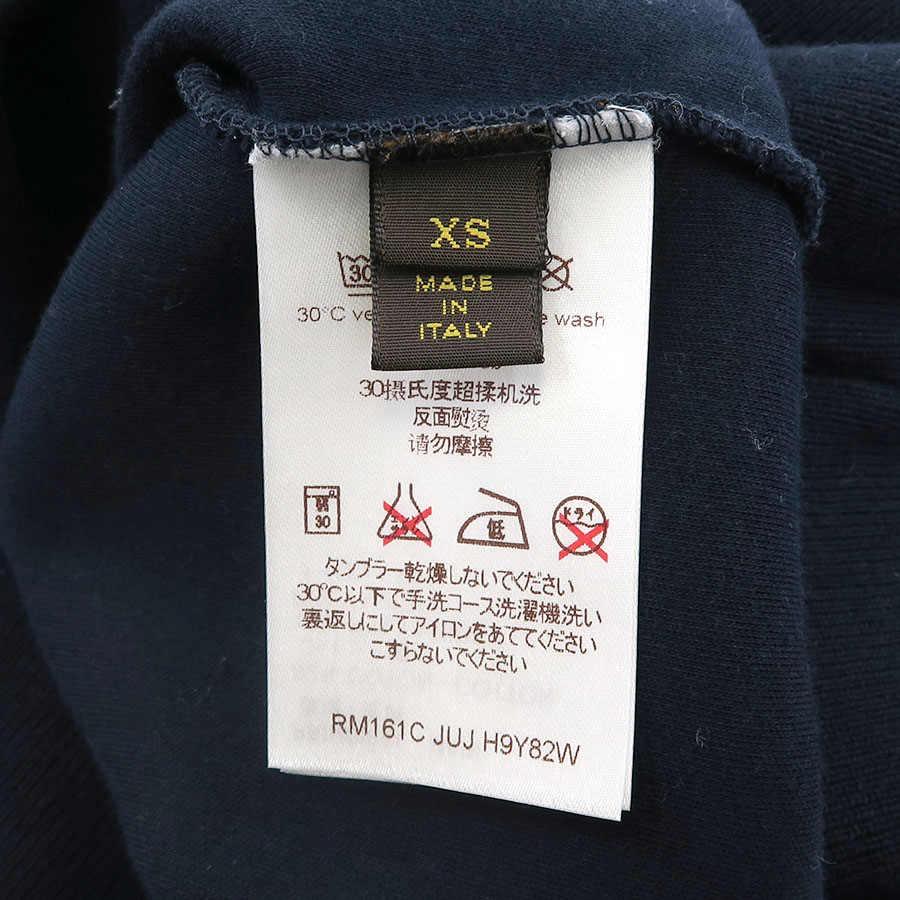 XS
MADE
IN
ITALY
30
30°C wash
30摄氏度超揉机洗
反面熨烫
请勿摩擦
30
低
ドライ
タンブラー乾燥しないでください
30℃以下で手洗コース洗濯機洗い
裏返しにしてアイロンをあててください
こすらないでください
RM161C JUJ H9Y82W